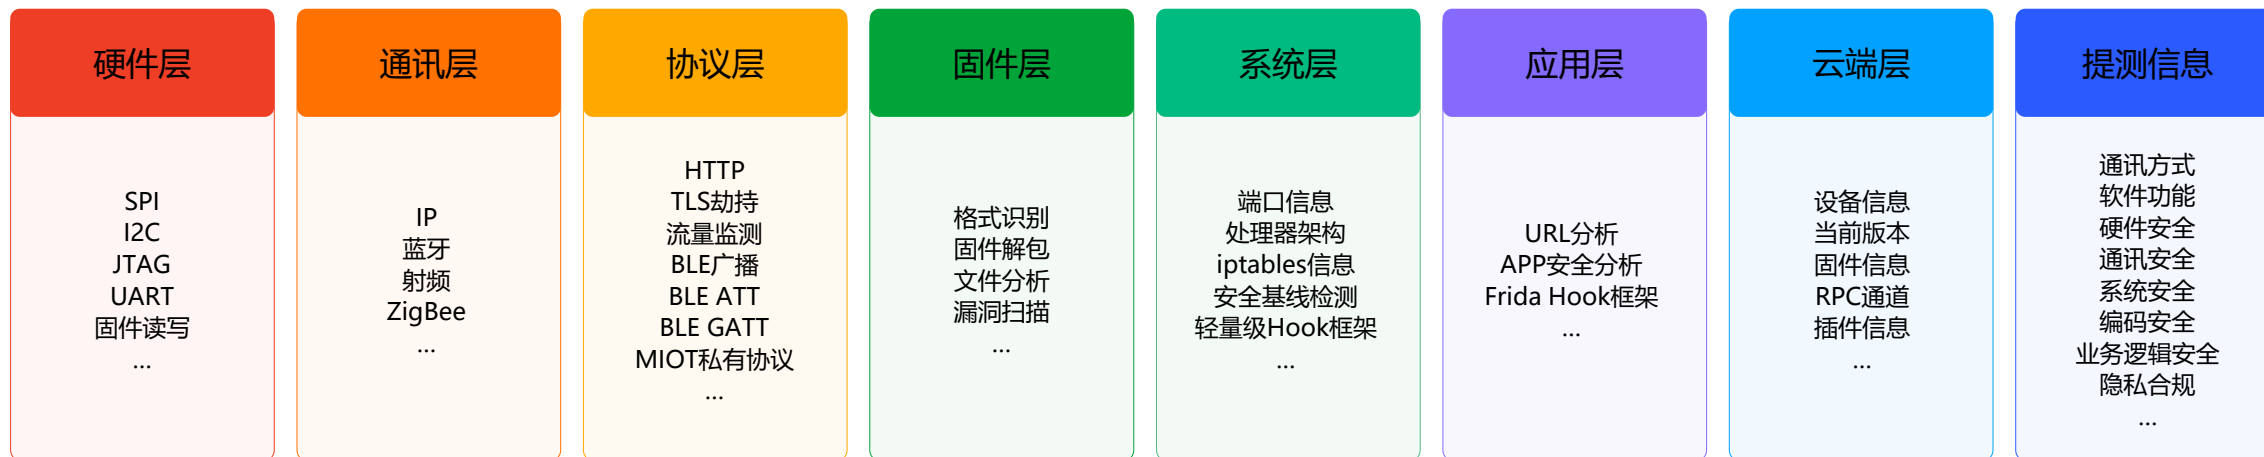 硬件层
SPI
I2C
JTAG
UART
固件读写
...
通讯层
IP
蓝牙
射频
ZigBee
...
协议层
HTTP
TLS劫持
流量监测
BLE广播
BLE ATT
BLE GATT
MIOT私有协议
...
固件层
格式识别
固件解包
文件分析
漏洞扫描
...
系统层
端口信息
处理器架构
iptables信息
安全基线检测
轻量级Hook框架
...
应用层
URL分析
APP安全分析
Frida Hook框架
...
云端层
设备信息
当前版本
固件信息
RPC通道
插件信息
...
提测信息
通讯方式
软件功能
硬件安全
通讯安全
系统安全
编码安全
业务逻辑安全
隐私合规
...